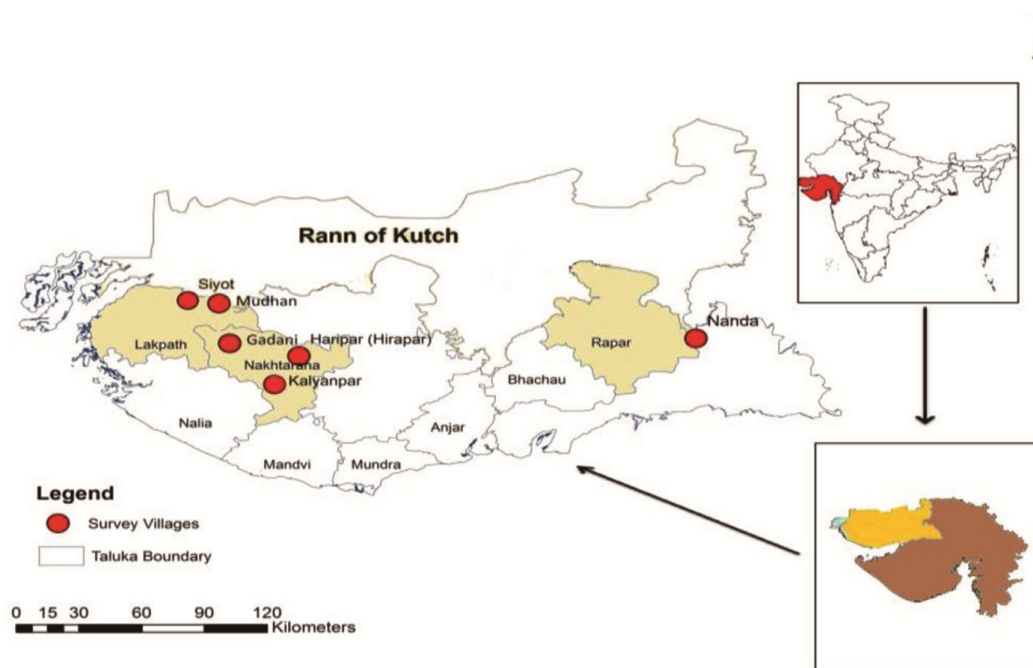 Rann of Kutch
Siyot
Mudhan
Nanda
Gadani
Haripar (Hirapar)
Lakpath
Rapar
Nakhtarana
Kalyanpar
Bhachau
Nalia
Anjar
Mandvi
Mundra
Legend
Survey Villages
Taluka Boundary
0 15 30 60 90 120
Kilometers